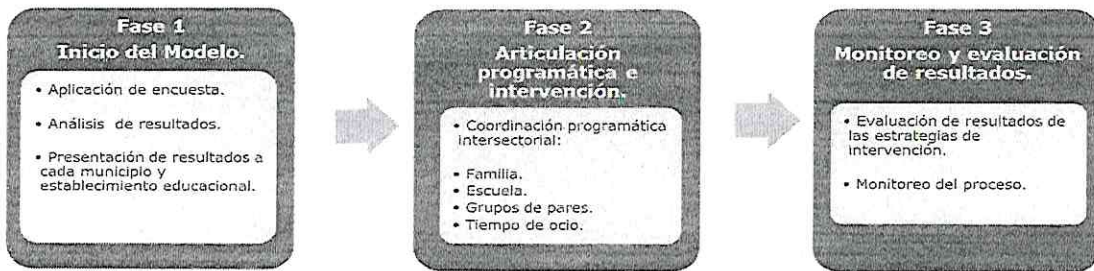 Fase 1
Inicio del Modelo.
• Aplicación de encuesta.
• Análisis de resultados.
• Presentación de resultados a
cada municipio y
establecimiento educacional.
Fase 2
Articulación
programática e
intervención.
• Coordinación programática
intersectorial:
• Familia.
• Escuela.
• Grupos de pares.
• Tiempo de ocio.
Fase 3
Monitoreo y evaluación
de resultados.
• Evaluación de resultados de
las estrategias de
intervención.
• Monitoreo del proceso.